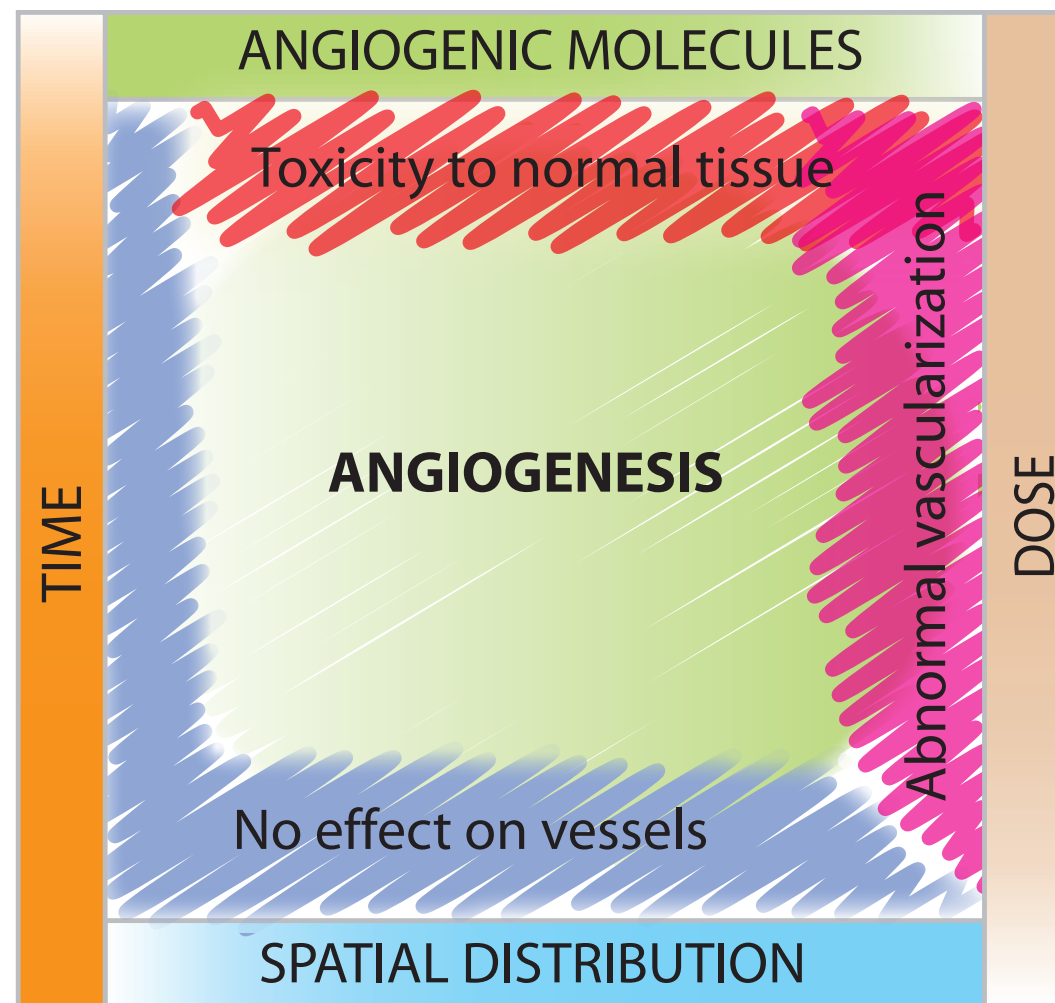 ANGIOGENIC MOLECULES
Toxicity to normal tissue
TIME
ANGIOGENESIS
Abnormal vascularization
DOSE
No effect on vessels
SPATIAL DISTRIBUTION